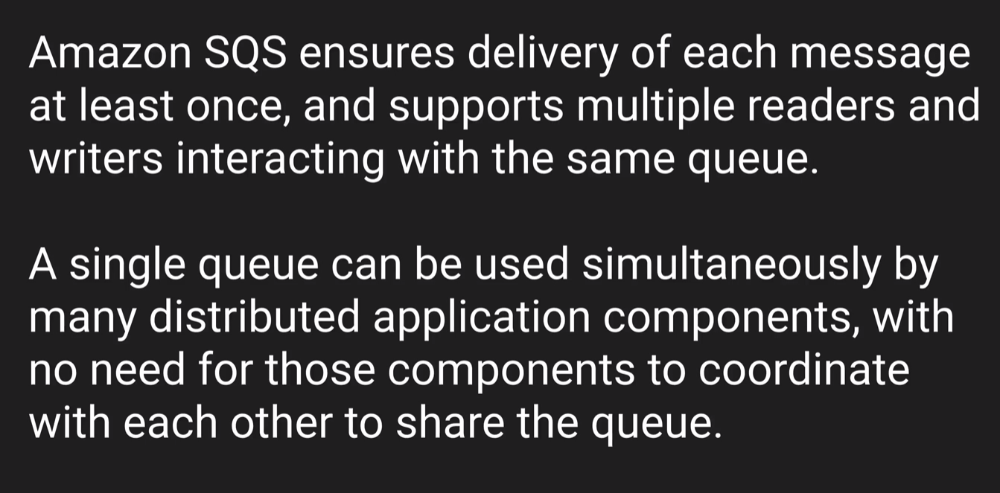 Amazon SQS ensures delivery of each message
at least once, and supports multiple readers and
writers interacting with the same queue.
A single queue can be used simultaneously by
many distributed application components, with
no need for those components to coordinate
with each other to share the queue.